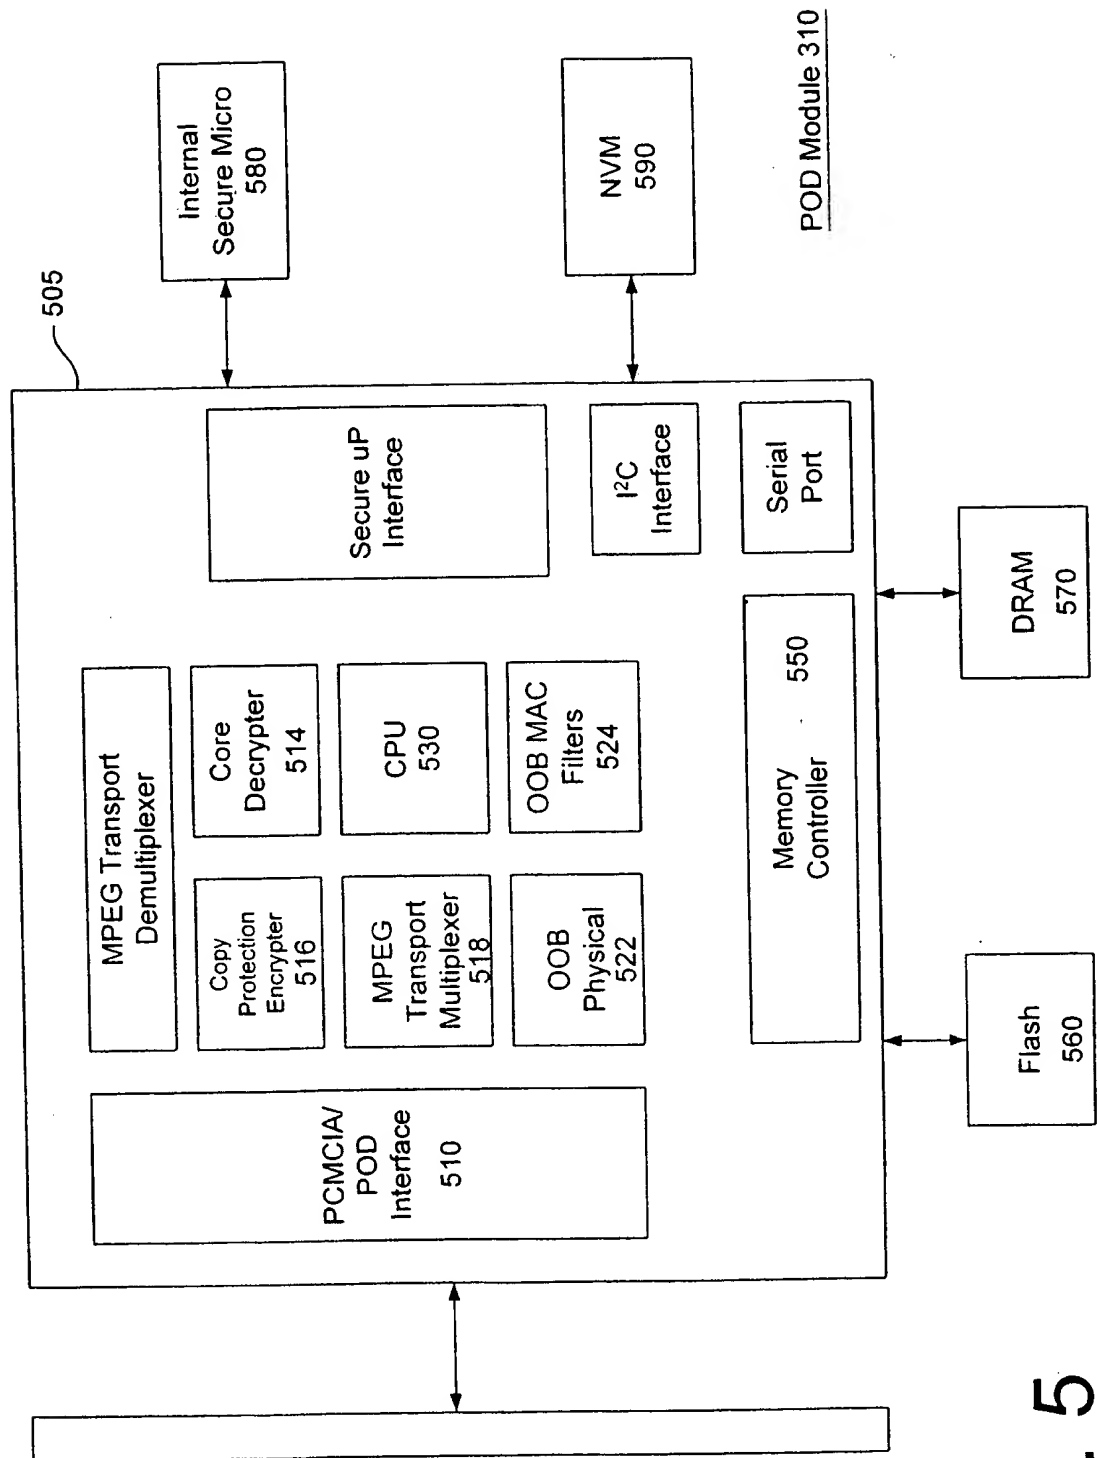 505
Internal
Secure Micro
580
NVM
590
POD Module 310
MPEG Transport
Demultiplexer
Core
Decrypter
514
Copy
Protection
Encrypter
516
CPU
530
MPEG
Transport
Multiplexer
518
OOB MAC
Filters
524
OOB
Physical
522
PCMCIA/
POD
Interface
510
Secure uP
Interface
I²C
Interface
Serial
Port
Memory
Controller
550
Flash
560
DRAM
570
5